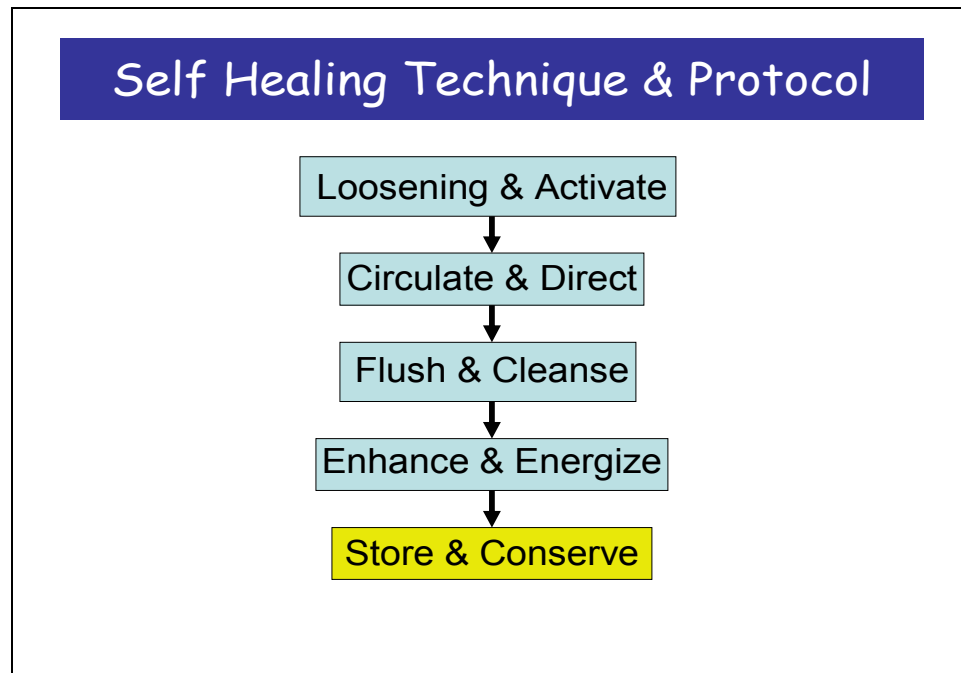 Self Healing Technique & Protocol
Loosening & Activate
Circulate & Direct
Flush & Cleanse
Enhance & Energize
Store & Conserve